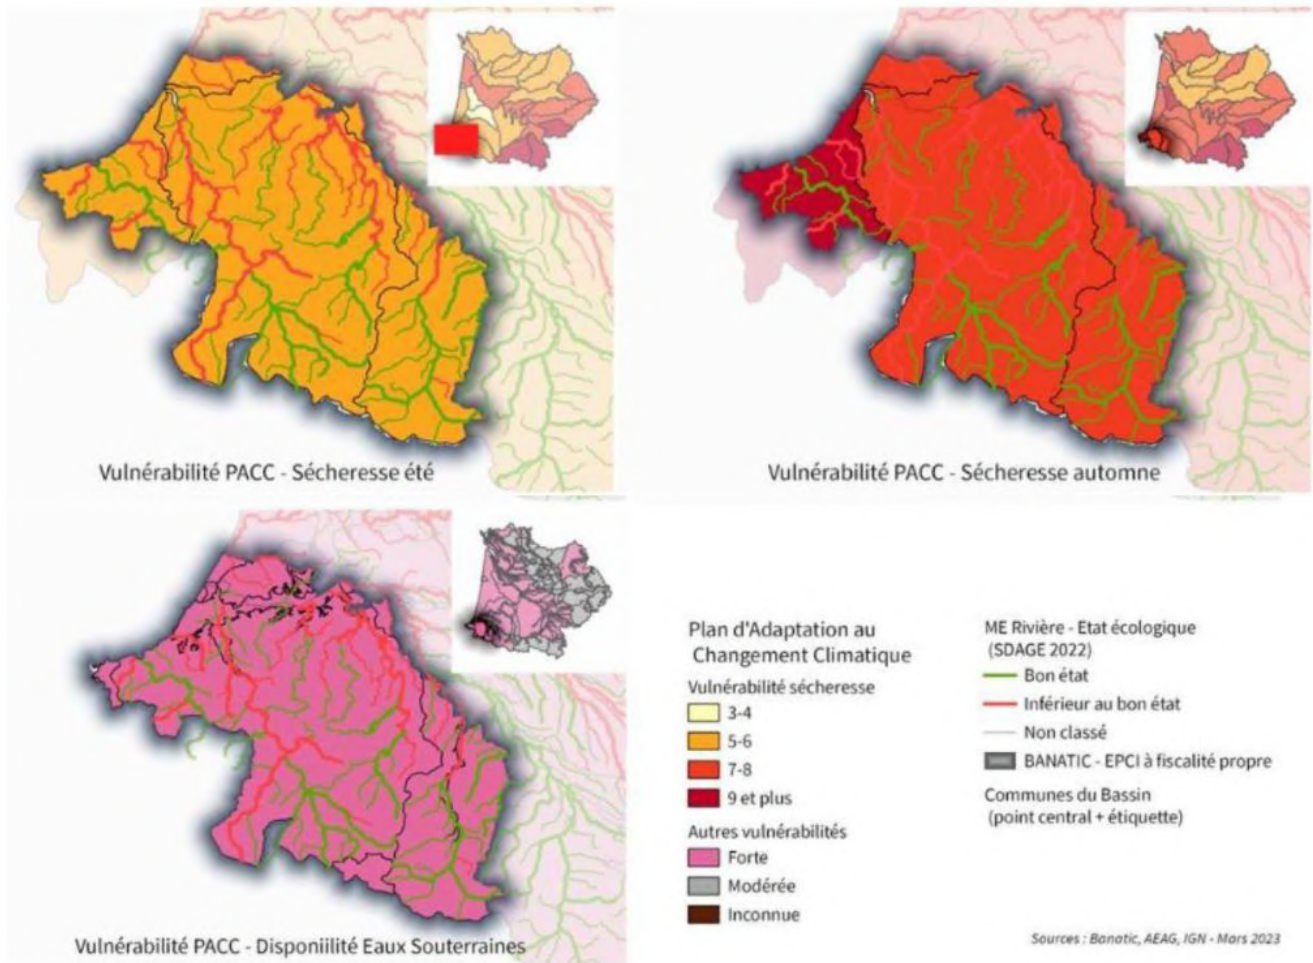 Vulnérabilité PACC - Sécheresse été
Vulnérabilité PACC - Sécheresse automne
Vulnérabilité PACC - Disponiilité Eaux Souterraines
Plan d'Adaptation au
Changement Climatique
Vulnérabilité sécheresse
3-4
5-6
7-8
9 et plus
Autres vulnérabilités
Forte
Modérée
Inconnue
ME Rivière - Etat écologique
(SDAGE 2022)
Bon état
Inférieur au bon état
Non classé
BANATIC - EPCI à fiscalité propre
Communes du Bassin
(point central + étiquette)
Sources : Banatic, AEAG, IGN - Mars 2023